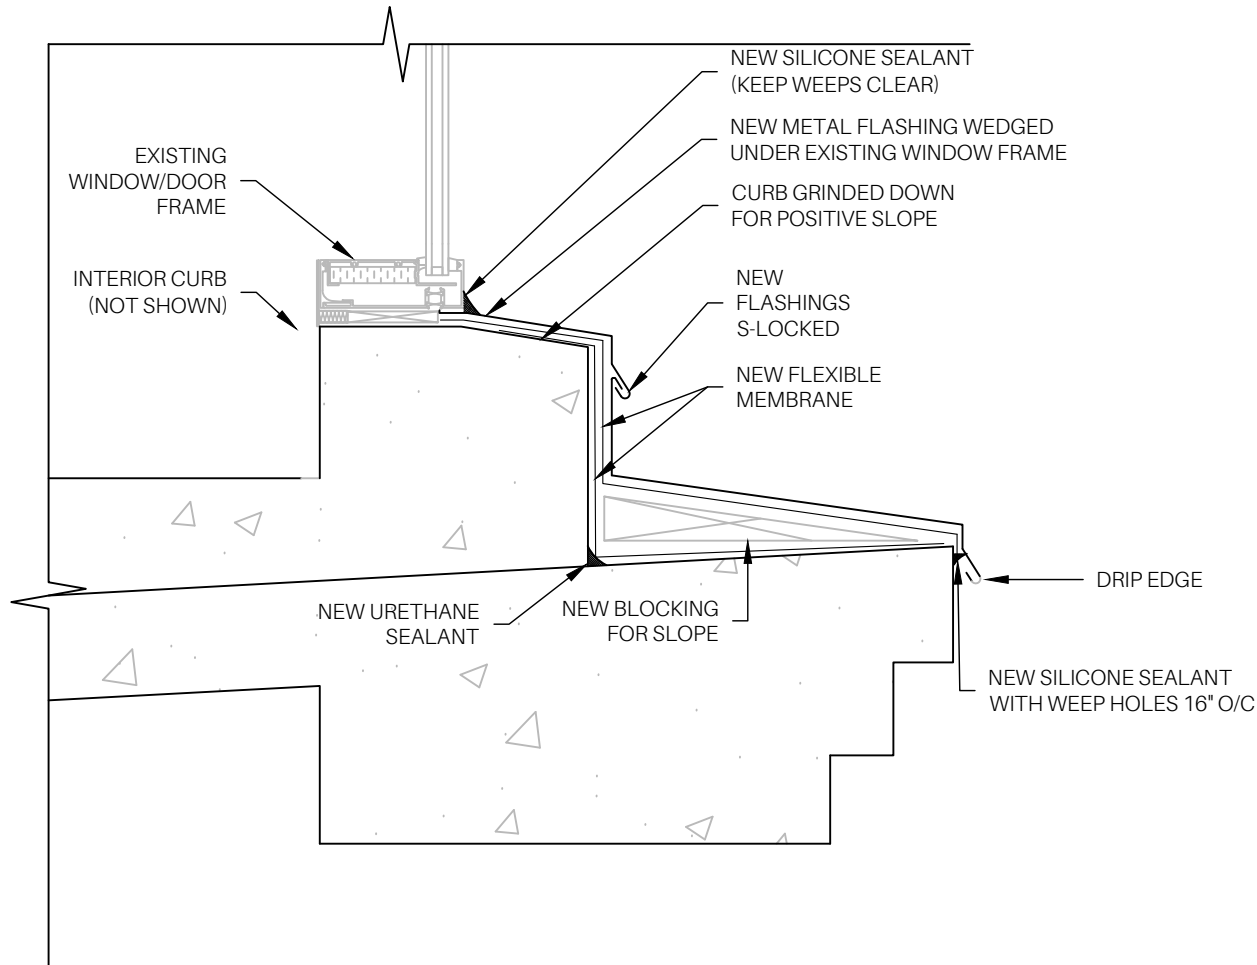 NEW SILICONE SEALANT
(KEEP WEEPS CLEAR)
NEW METAL FLASHING WEDGED
UNDER EXISTING WINDOW FRAME
EXISTING
WINDOW/DOOR
FRAME
CURB GRINDED DOWN
FOR POSITIVE SLOPE
INTERIOR CURB
(NOT SHOWN)
NEW
FLASHINGS
S-LOCKED
NEW FLEXIBLE
MEMBRANE
DRIP EDGE
NEW URETHANE
SEALANT
NEW BLOCKING
FOR SLOPE
NEW SILICONE SEALANT
WITH WEEP HOLES 16" O/C